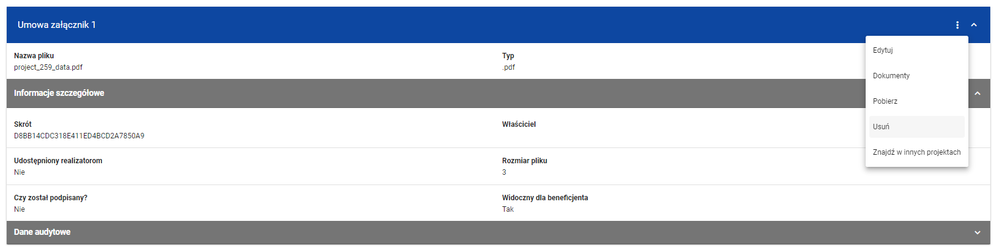 Umowa załącznik 1
Nazwa pliku
project_259_data.pdf
Typ
.pdf
Edytuj
Dokumenty
Pobierz
Usuń
Znajdź w innych projektach
Informacje szczegółowe
Skrót
D8BB14CDC318E411ED4BCD2A7850A9
Właściciel
Udostępniony realizatorom
Nie
Rozmiar pliku
3
Czy został podpisany?
Nie
Widoczny dla beneficjenta
Tak
Dane audytowe